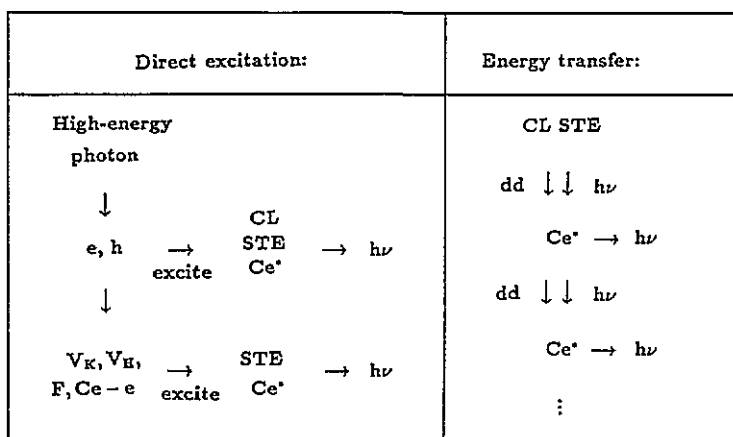 Direct excitation:
High-energy
photon
↓
CL
e, h → STE → hν
excite Ce*
↓
V_K, V_H, → STE → hν
F, Ce – e excite Ce*
Energy transfer:
CL STE
dd ↓↓ hν
Ce* → hν
dd ↓↓ hν
Ce* → hν
⋮